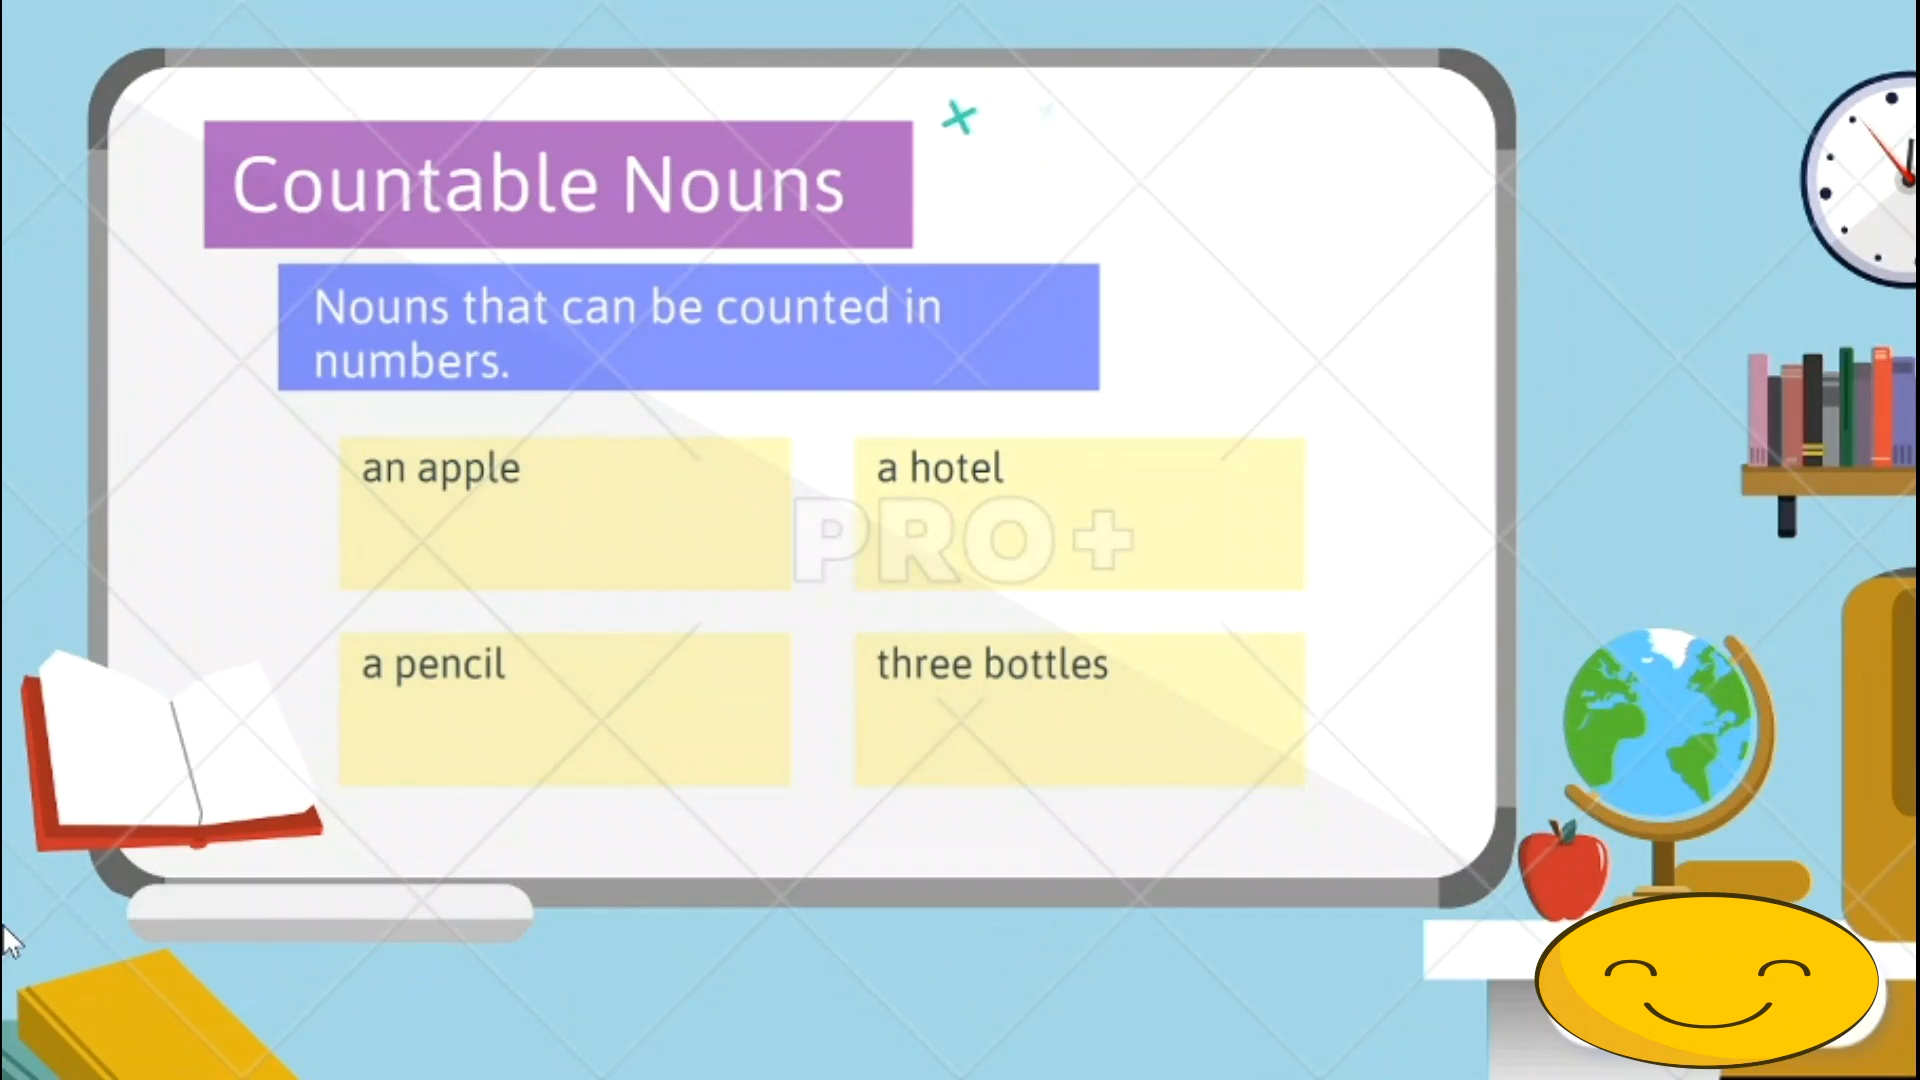 Countable Nouns
Nouns that can be counted in
numbers.
an apple
a hotel
PRO+
a pencil
three bottles